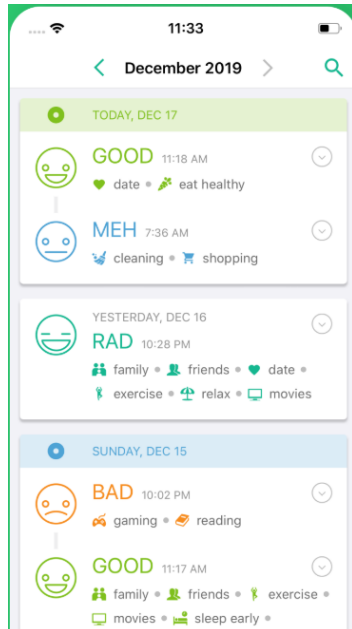 11:33
December 2019
TODAY, DEC 17
GOOD 11:18 AM
date • eat healthy
MEH 7:36 AM
cleaning • shopping
YESTERDAY, DEC 16
RAD 10:28 PM
family • friends • date •
exercise • relax • movies
SUNDAY, DEC 15
BAD 10:02 PM
gaming • reading
GOOD 11:17 AM
family • friends • exercise •
movies • sleep early •